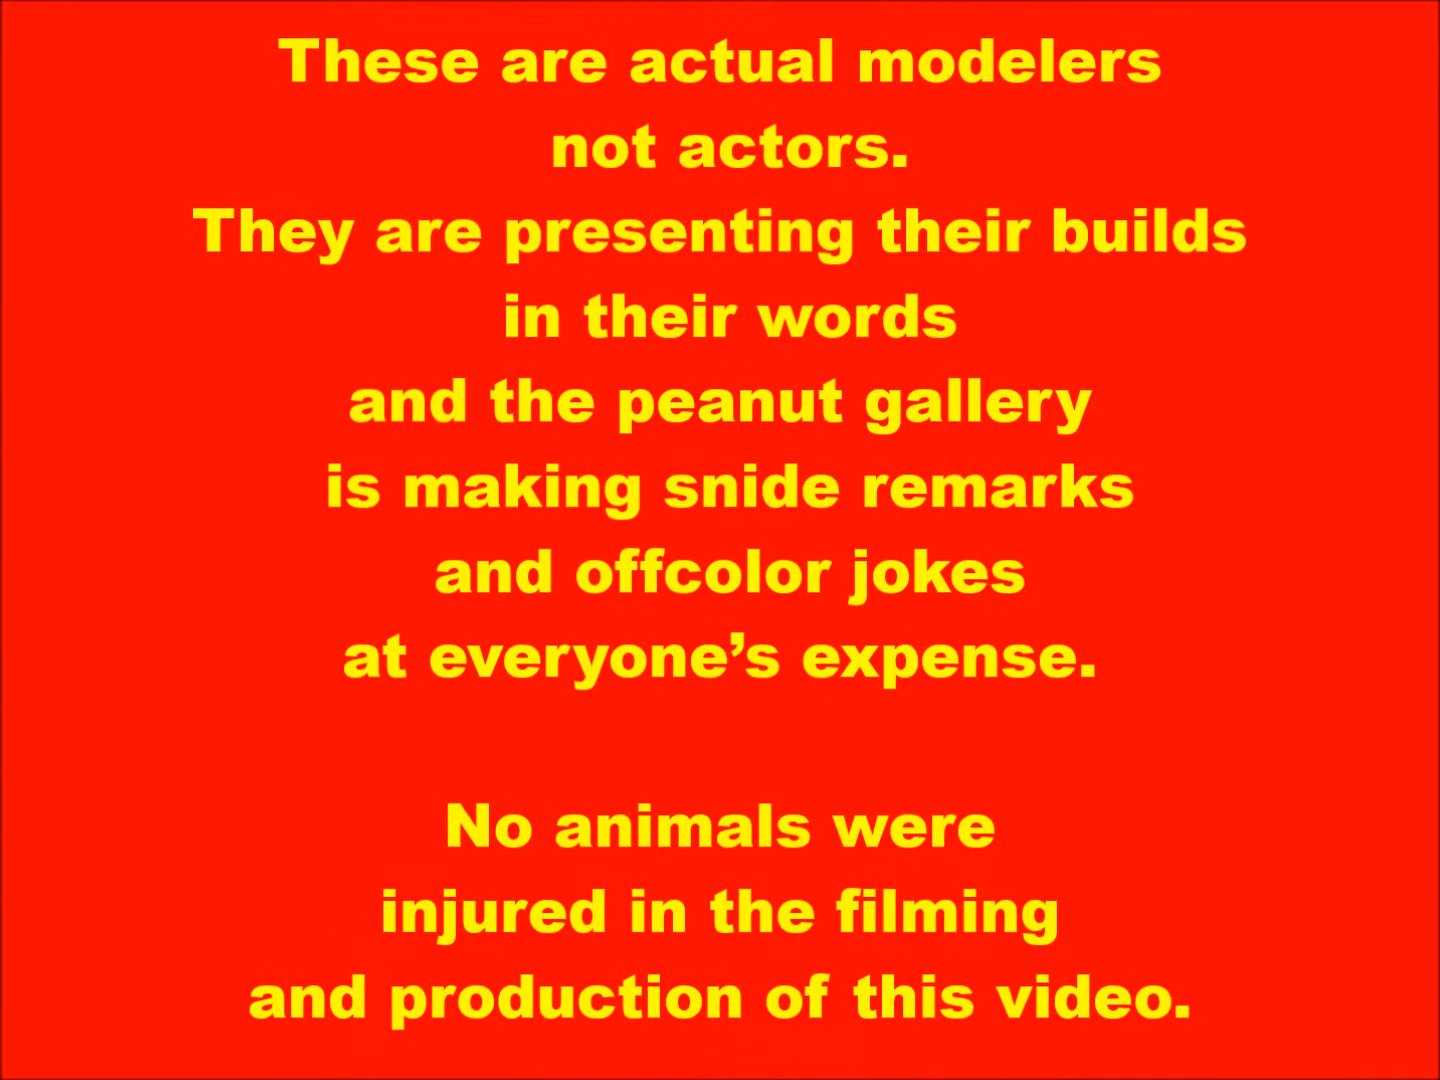 These are actual modelers
not actors.
They are presenting their builds
in their words
and the peanut gallery
is making snide remarks
and offcolor jokes
at everyone’s expense.
No animals were
injured in the filming
and production of this video.